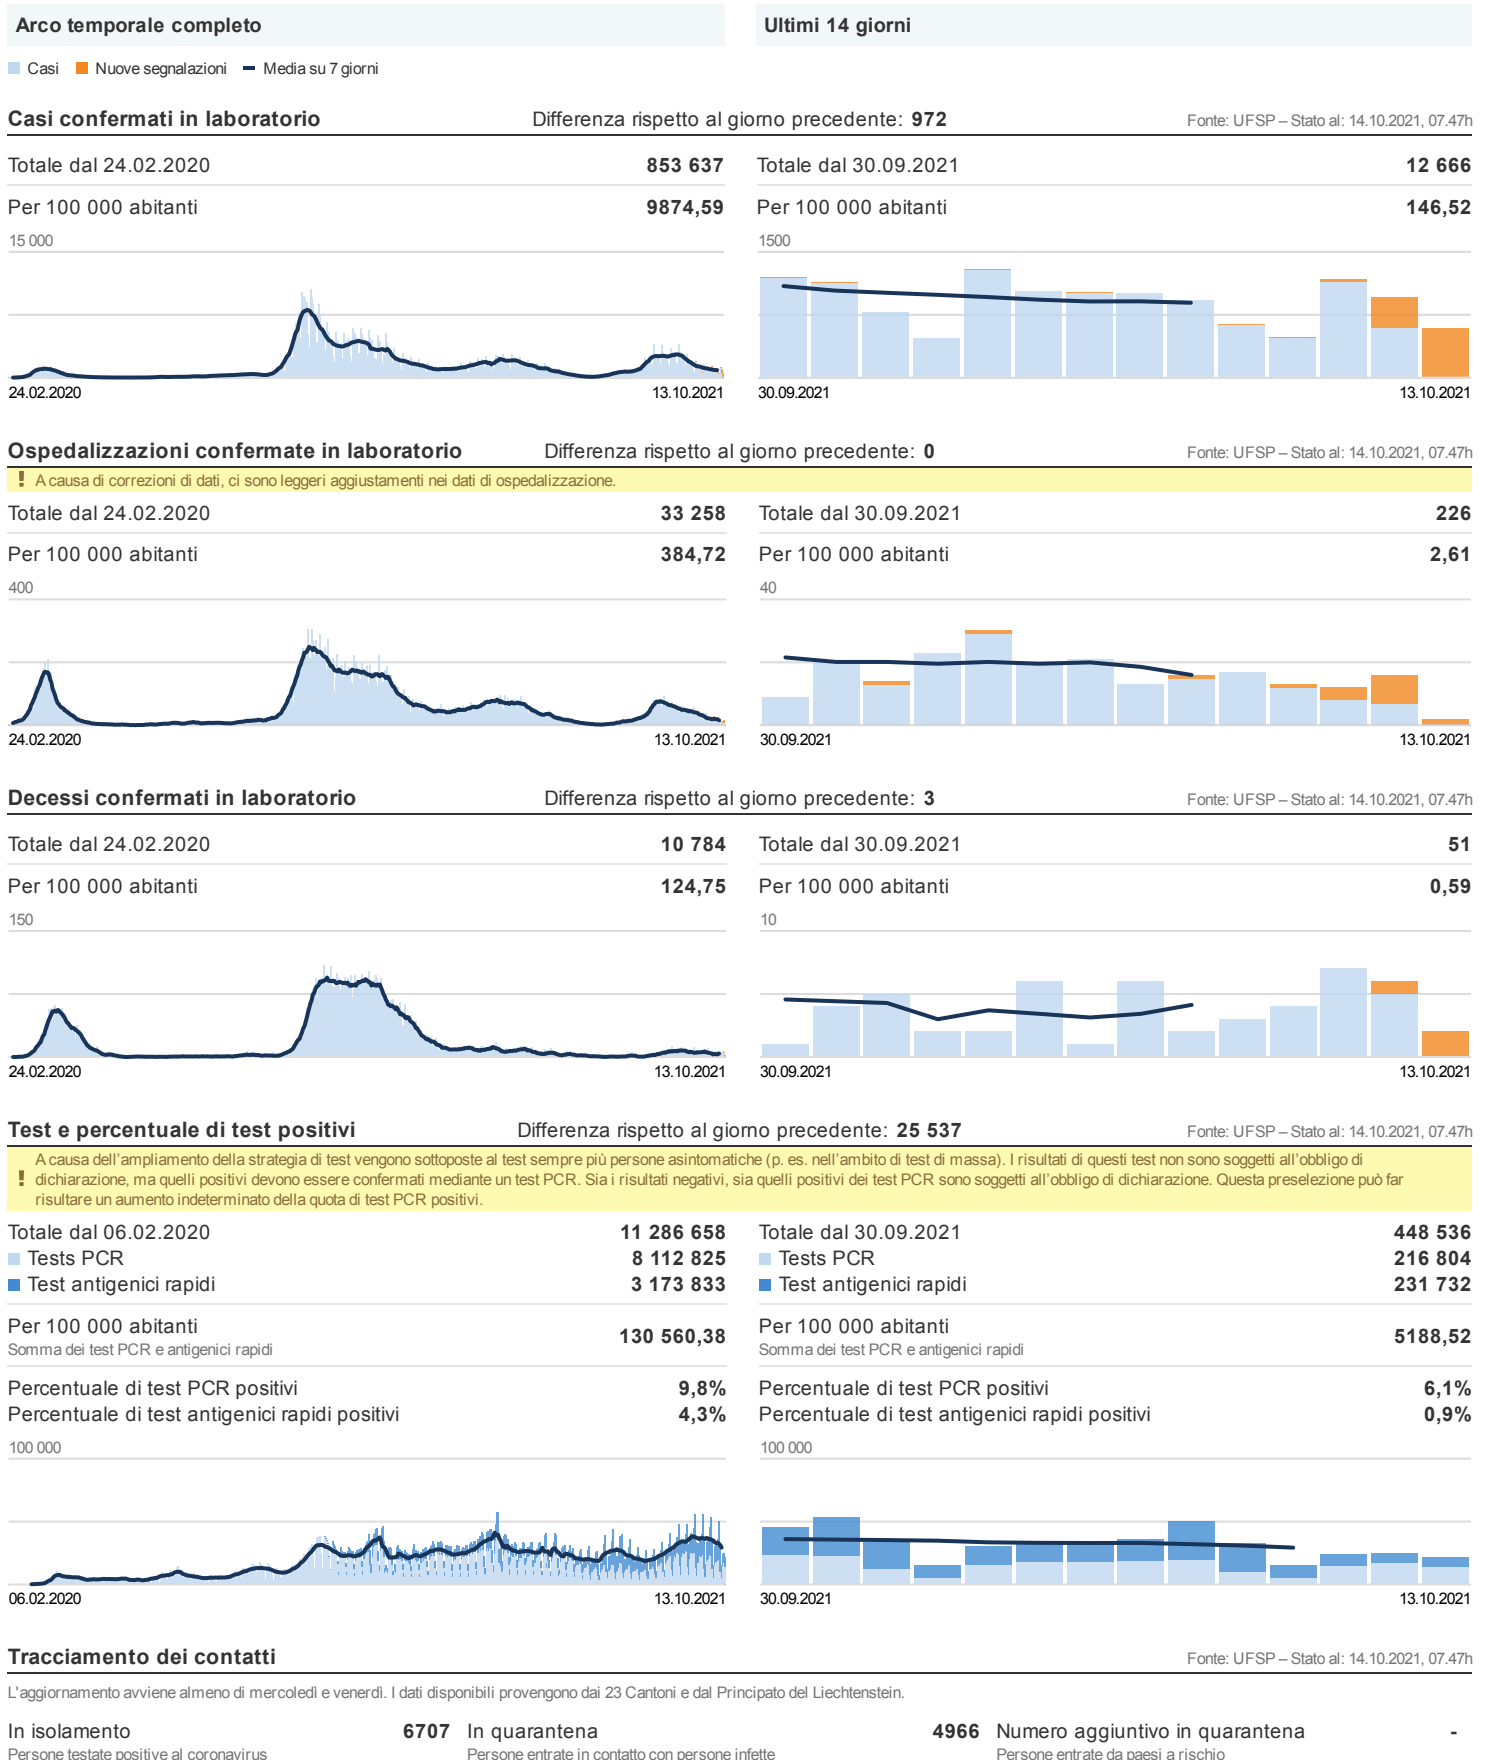 Arco temporale completo
Ultimi 14 giorni
Casi Nuove segnalazioni Media su 7 giorni
Casi confermati in laboratorio Differenza rispetto al giorno precedente: 972 Fonte: UFSP – Stato al: 14.10.2021, 07.47h
Totale dal 24.02.2020 853 637
Per 100 000 abitanti 9874,59
15 000
24.02.2020 13.10.2021
Totale dal 30.09.2021 12 666
Per 100 000 abitanti 146,52
1500
30.09.2021 13.10.2021
Ospedalizzazioni confermate in laboratorio Differenza rispetto al giorno precedente: 0 Fonte: UFSP – Stato al: 14.10.2021, 07.47h
! A causa di correzioni di dati, ci sono leggeri aggiustamenti nei dati di ospedalizzazione.
Totale dal 24.02.2020 33 258
Per 100 000 abitanti 384,72
400
24.02.2020 13.10.2021
Totale dal 30.09.2021 226
Per 100 000 abitanti 2,61
40
30.09.2021 13.10.2021
Decessi confermati in laboratorio Differenza rispetto al giorno precedente: 3 Fonte: UFSP – Stato al: 14.10.2021, 07.47h
Totale dal 24.02.2020 10 784
Per 100 000 abitanti 124,75
150
24.02.2020 13.10.2021
Totale dal 30.09.2021 51
Per 100 000 abitanti 0,59
10
30.09.2021 13.10.2021
Test e percentuale di test positivi Differenza rispetto al giorno precedente: 25 537 Fonte: UFSP – Stato al: 14.10.2021, 07.47h
A causa dell'ampliamento della strategia di test vengono sottoposte al test sempre più persone asintomatiche (p. es. nell'ambito di test di massa). I risultati di questi test non sono soggetti all'obbligo di
! dichiarazione, ma quelli positivi devono essere confermati mediante un test PCR. Sia i risultati negativi, sia quelli positivi dei test PCR sono soggetti all'obbligo di dichiarazione. Questa preselezione può far
risultare un aumento indeterminato della quota di test PCR positivi.
Totale dal 06.02.2020 11 286 658
Tests PCR 8 112 825
Test antigenici rapidi 3 173 833
Per 100 000 abitanti 130 560,38
Somma dei test PCR e antigenici rapidi
Percentuale di test PCR positivi 9,8%
Percentuale di test antigenici rapidi positivi 4,3%
100 000
06.02.2020 13.10.2021
Totale dal 30.09.2021 448 536
Tests PCR 216 804
Test antigenici rapidi 231 732
Per 100 000 abitanti 5188,52
Somma dei test PCR e antigenici rapidi
Percentuale di test PCR positivi 6,1%
Percentuale di test antigenici rapidi positivi 0,9%
100 000
30.09.2021 13.10.2021
Tracciamento dei contatti Fonte: UFSP – Stato al: 14.10.2021, 07.47h
L'aggiornamento avviene almeno di mercoledì e venerdì. I dati disponibili provengono dai 23 Cantoni e dal Principato del Liechtenstein.
In isolamento 6707
Persone testate positive al coronavirus
In quarantena 4966
Persone entrate in contatto con persone infette
Numero aggiuntivo in quarantena -
Persone entrate da paesi a rischio